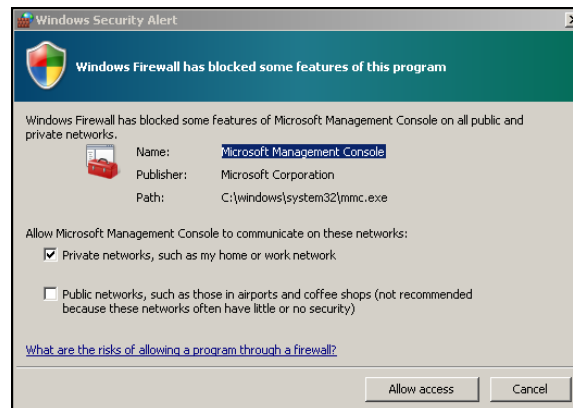 Windows Security Alert
Windows Firewall has blocked some features of this program
Windows Firewall has blocked some features of Microsoft Management Console on all public and
private networks.
Name: Microsoft Management Console
Publisher: Microsoft Corporation
Path: C:\windows\system32\mmc.exe
Allow Microsoft Management Console to communicate on these networks:
Private networks, such as my home or work network
Public networks, such as those in airports and coffee shops (not recommended
because these networks often have little or no security)
What are the risks of allowing a program through a firewall?
Allow access Cancel